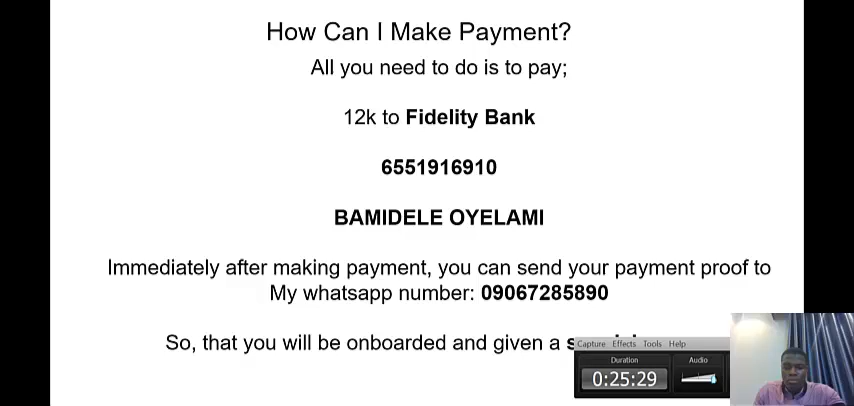 How Can I Make Payment?
All you need to do is to pay;
12k to Fidelity Bank
6551916910
BAMIDELE OYELAMI
Immediately after making payment, you can send your payment proof to
My whatsapp number: 09067285890
So, that you will be onboarded and given a
Capture Effects Tools Help
Duration Audio
0:25:29